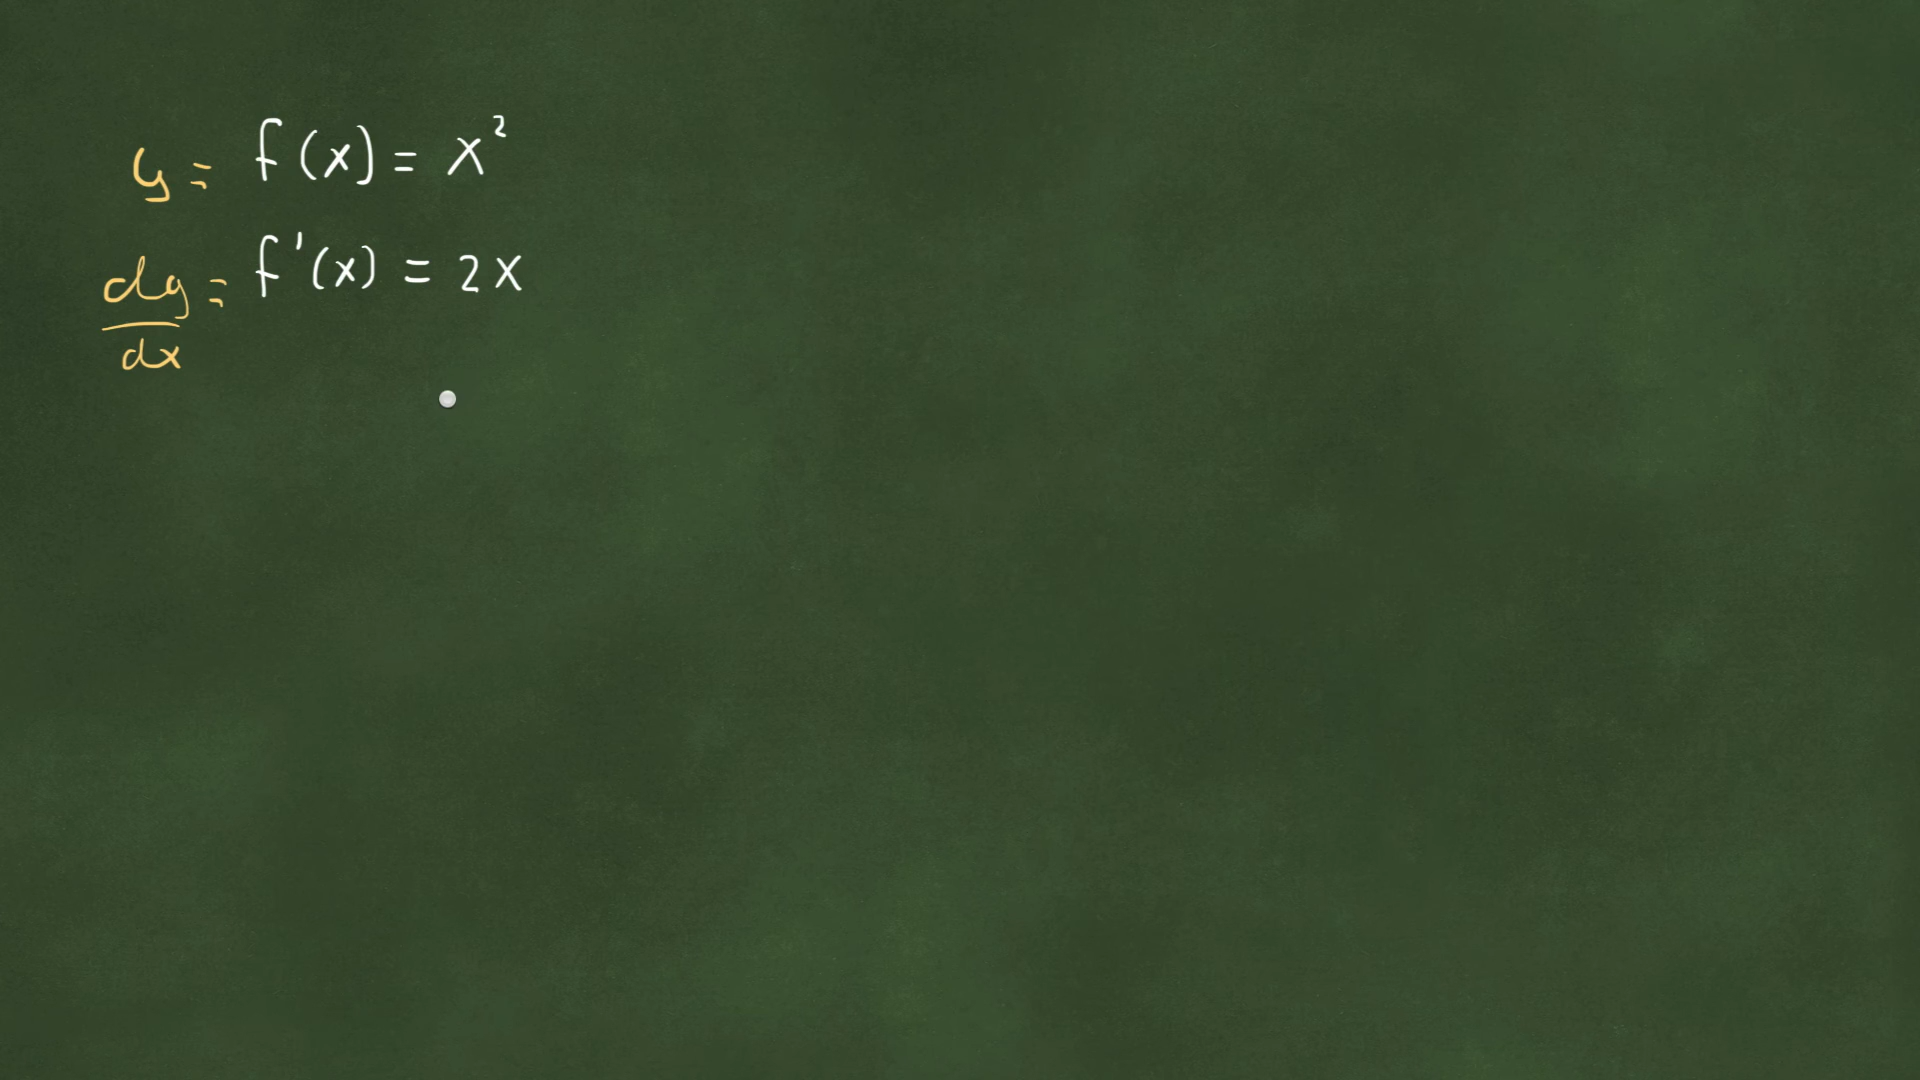 y = f(x) = x²
dy/dx = f'(x) = 2x